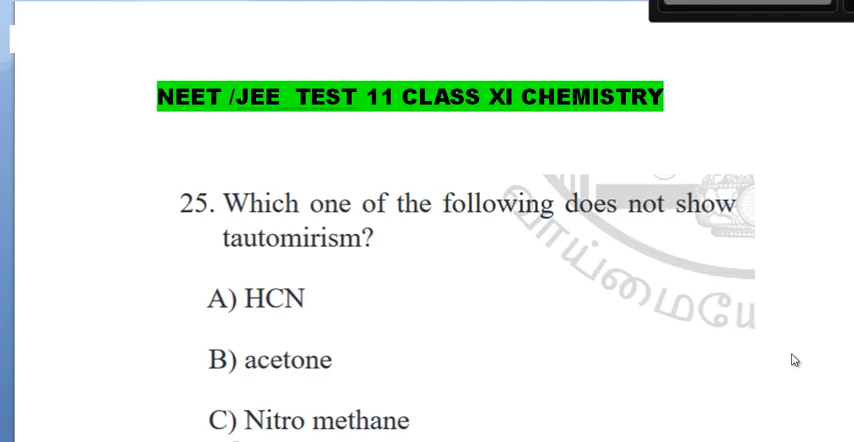 NEET /JEE TEST 11 CLASS XI CHEMISTRY
25. Which one of the following does not show
tautomirism?
A) HCN
B) acetone
C) Nitro methane